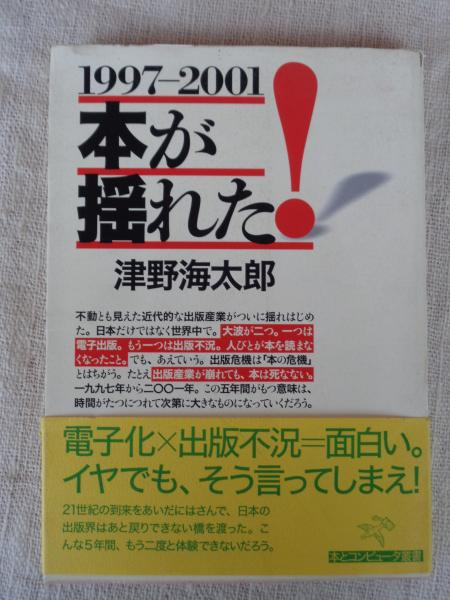 1997–2001
本が
揺れた!
津野海太郎
不動とも見えた近代的な出版産業がついに揺れはじめ
た。日本だけではなく世界中で。大波が二つ。一つは
電子出版。もう一つは出版不況。人びとが本を読まな
くなったこと。でも、あえていう。出版危機は「本の危機」
とはちがう。たとえ出版産業が崩れても、本は死なない。
一九九七年から二〇〇一年。この五年間がもつ意味は、
時間がたつにつれて次第に大きなものになっていくだろう。
電子化×出版不況=面白い。
イヤでも、そう言ってしまえ!
21世紀の到来をあいだにはさんで、日本の
出版界はあと戻りできない橋を渡った。こ
んな5年間、もう二度と体験できないだろう。
本とコンピュータ叢書